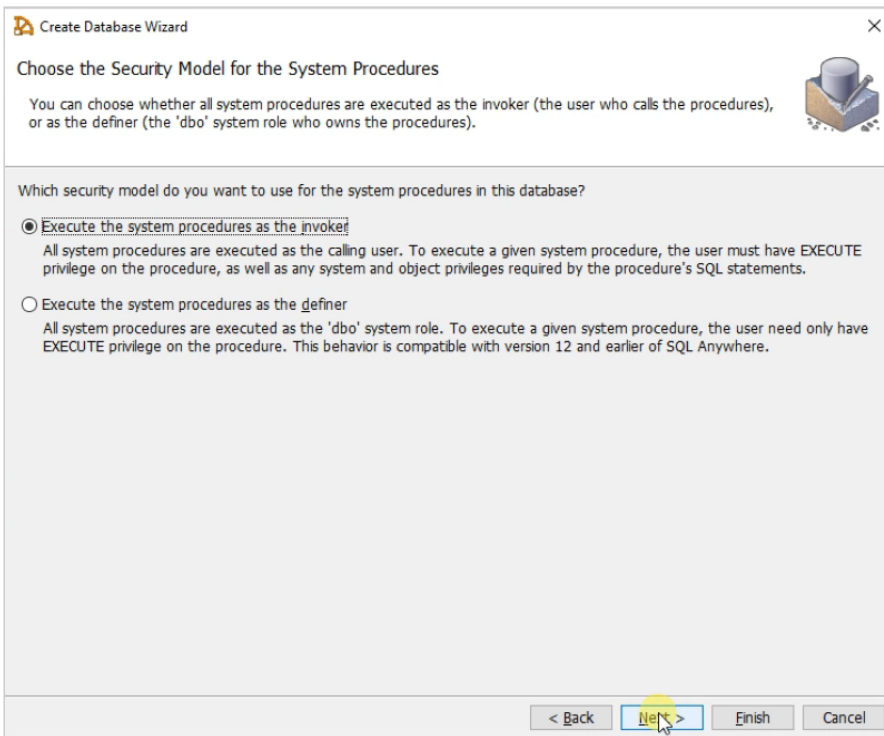 Create Database Wizard
Choose the Security Model for the System Procedures
You can choose whether all system procedures are executed as the invoker (the user who calls the procedures),
or as the definer (the 'dbo' system role who owns the procedures).
Which security model do you want to use for the system procedures in this database?
Execute the system procedures as the invoker
All system procedures are executed as the calling user. To execute a given system procedure, the user must have EXECUTE
privilege on the procedure, as well as any system and object privileges required by the procedure's SQL statements.
Execute the system procedures as the definer
All system procedures are executed as the 'dbo' system role. To execute a given system procedure, the user need only have
EXECUTE privilege on the procedure. This behavior is compatible with version 12 and earlier of SQL Anywhere.
< Back Next > Finish Cancel